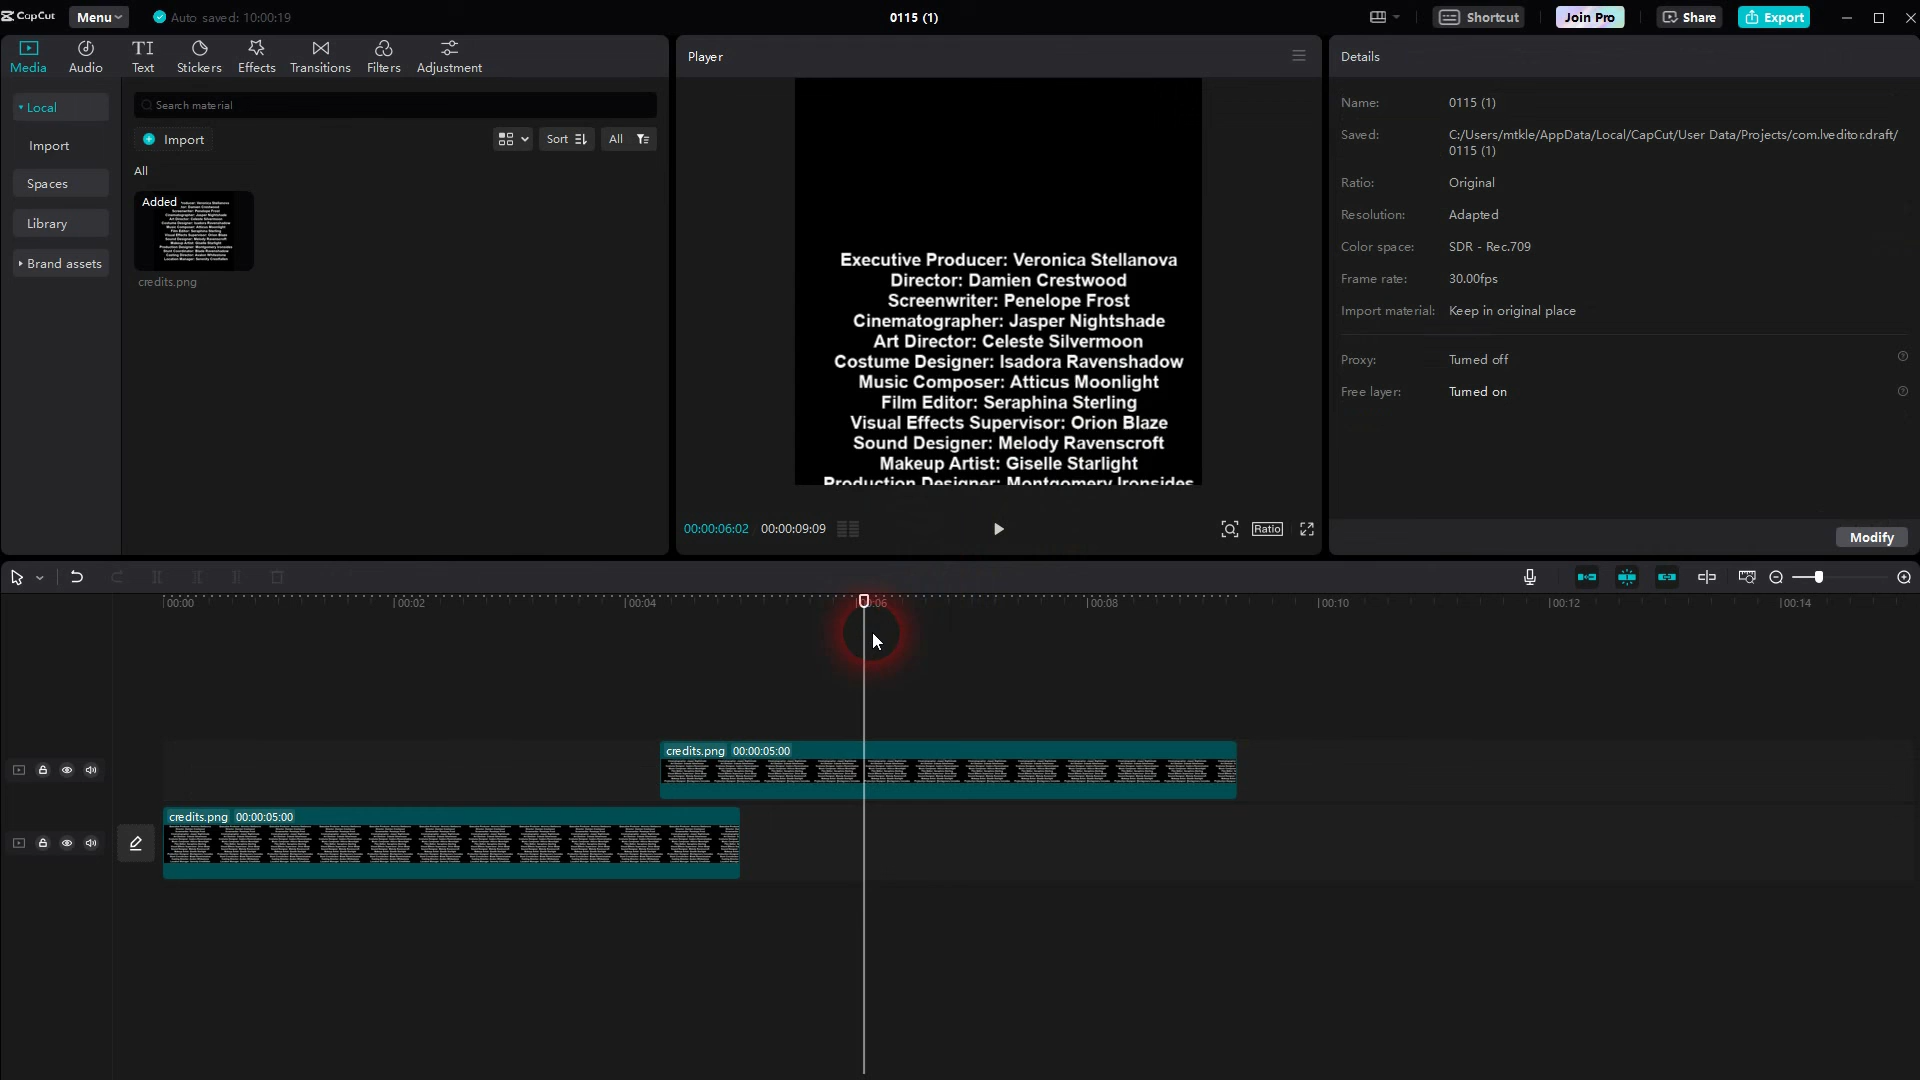 CapCut
Menu
Auto saved: 10:00:19
0115 (1)
Shortcut
Join Pro
Share
Export
Media
Audio
TI
Text
Stickers
Effects
Transitions
Filters
Adjustment
Local
Import
Spaces
Library
Brand assets
Search material
Import
Sort
All
All
Added
credits.png
Player
Executive Producer: Veronica Stellanova
Director: Damien Crestwood
Screenwriter: Penelope Frost
Cinematographer: Jasper Nightshade
Art Director: Celeste Silvermoon
Costume Designer: Isadora Ravenshadow
Music Composer: Atticus Moonlight
Film Editor: Seraphina Sterling
Visual Effects Supervisor: Orion Blaze
Sound Designer: Melody Ravenscroft
Makeup Artist: Giselle Starlight
Production Designer: Montgomery Ironsides
00:00:06:02
00:00:09:09
Ratio
Details
Name: 0115 (1)
Saved: C:/Users/mtkle/AppData/Local/CapCut/User Data/Projects/com.lveditor.draft/
0115 (1)
Ratio: Original
Resolution: Adapted
Color space: SDR - Rec.709
Frame rate: 30.00fps
Import material: Keep in original place
Proxy: Turned off
Free layer: Turned on
Modify
00:00
00:02
00:04
00:06
00:08
00:10
00:12
00:14
credits.png 00:00:05:00
credits.png 00:00:05:00